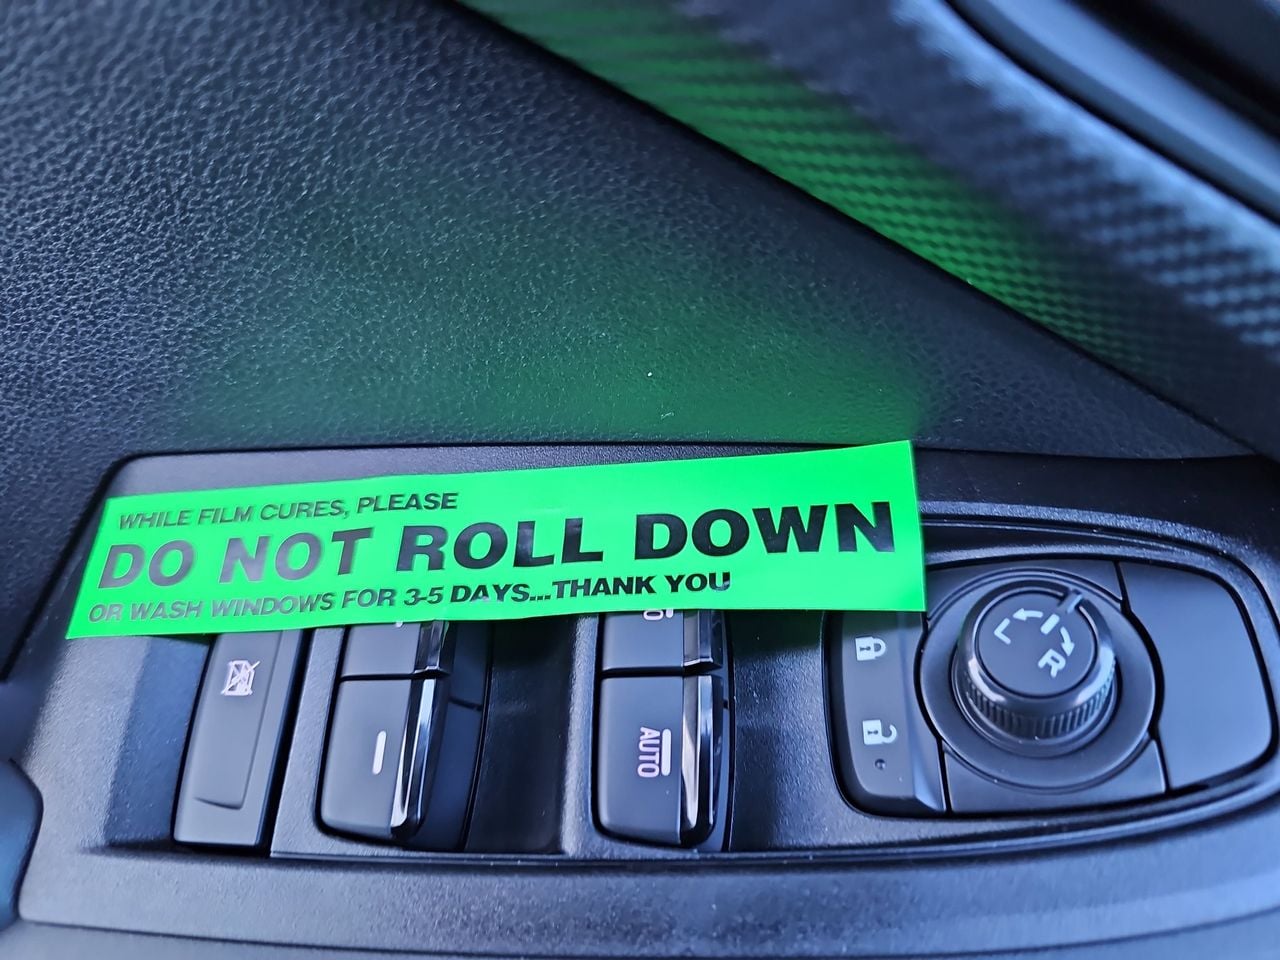 WHILE FILM CURES, PLEASE
DO NOT ROLL DOWN
OR WASH WINDOWS FOR 3-5 DAYS...THANK YOU
AUTO
L
R